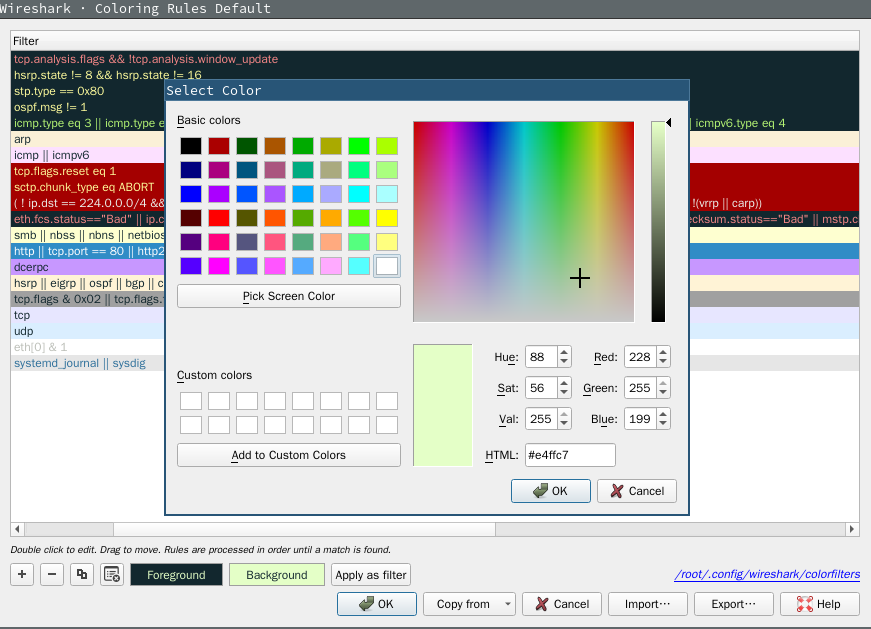 Wireshark · Coloring Rules Default
Filter
tcp.analysis.flags && !tcp.analysis.window_update
hsrp.state != 8 && hsrp.state != 16
stp.type == 0x80
ospf.msg != 1
icmp.type eq 3 || icmp.type e
|| icmpv6.type eq 4
arp
icmp || icmpv6
tcp.flags.reset eq 1
sctp.chunk_type eq ABORT
( ! ip.dst == 224.0.0.0/4 &&
!(vrrp || carp))
eth.fcs.status=="Bad" || ip.c
ecksum.status=="Bad" || mstp.c
smb || nbss || nbns || netbios
http || tcp.port == 80 || http2
dcerpc
hsrp || eigrp || ospf || bgp || c
tcp.flags & 0x02 || tcp.flags.
tcp
udp
eth[0] & 1
systemd_journal || sysdig
Select Color
Basic colors
Pick Screen Color
Custom colors
Add to Custom Colors
Hue: 88 Red: 228
Sat: 56 Green: 255
Val: 255 Blue: 199
HTML: #e4ffc7
OK Cancel
Double click to edit. Drag to move. Rules are processed in order until a match is found.
Foreground Background Apply as filter /root/.config/wireshark/colorfilters
OK Copy from Cancel Import··· Export··· Help